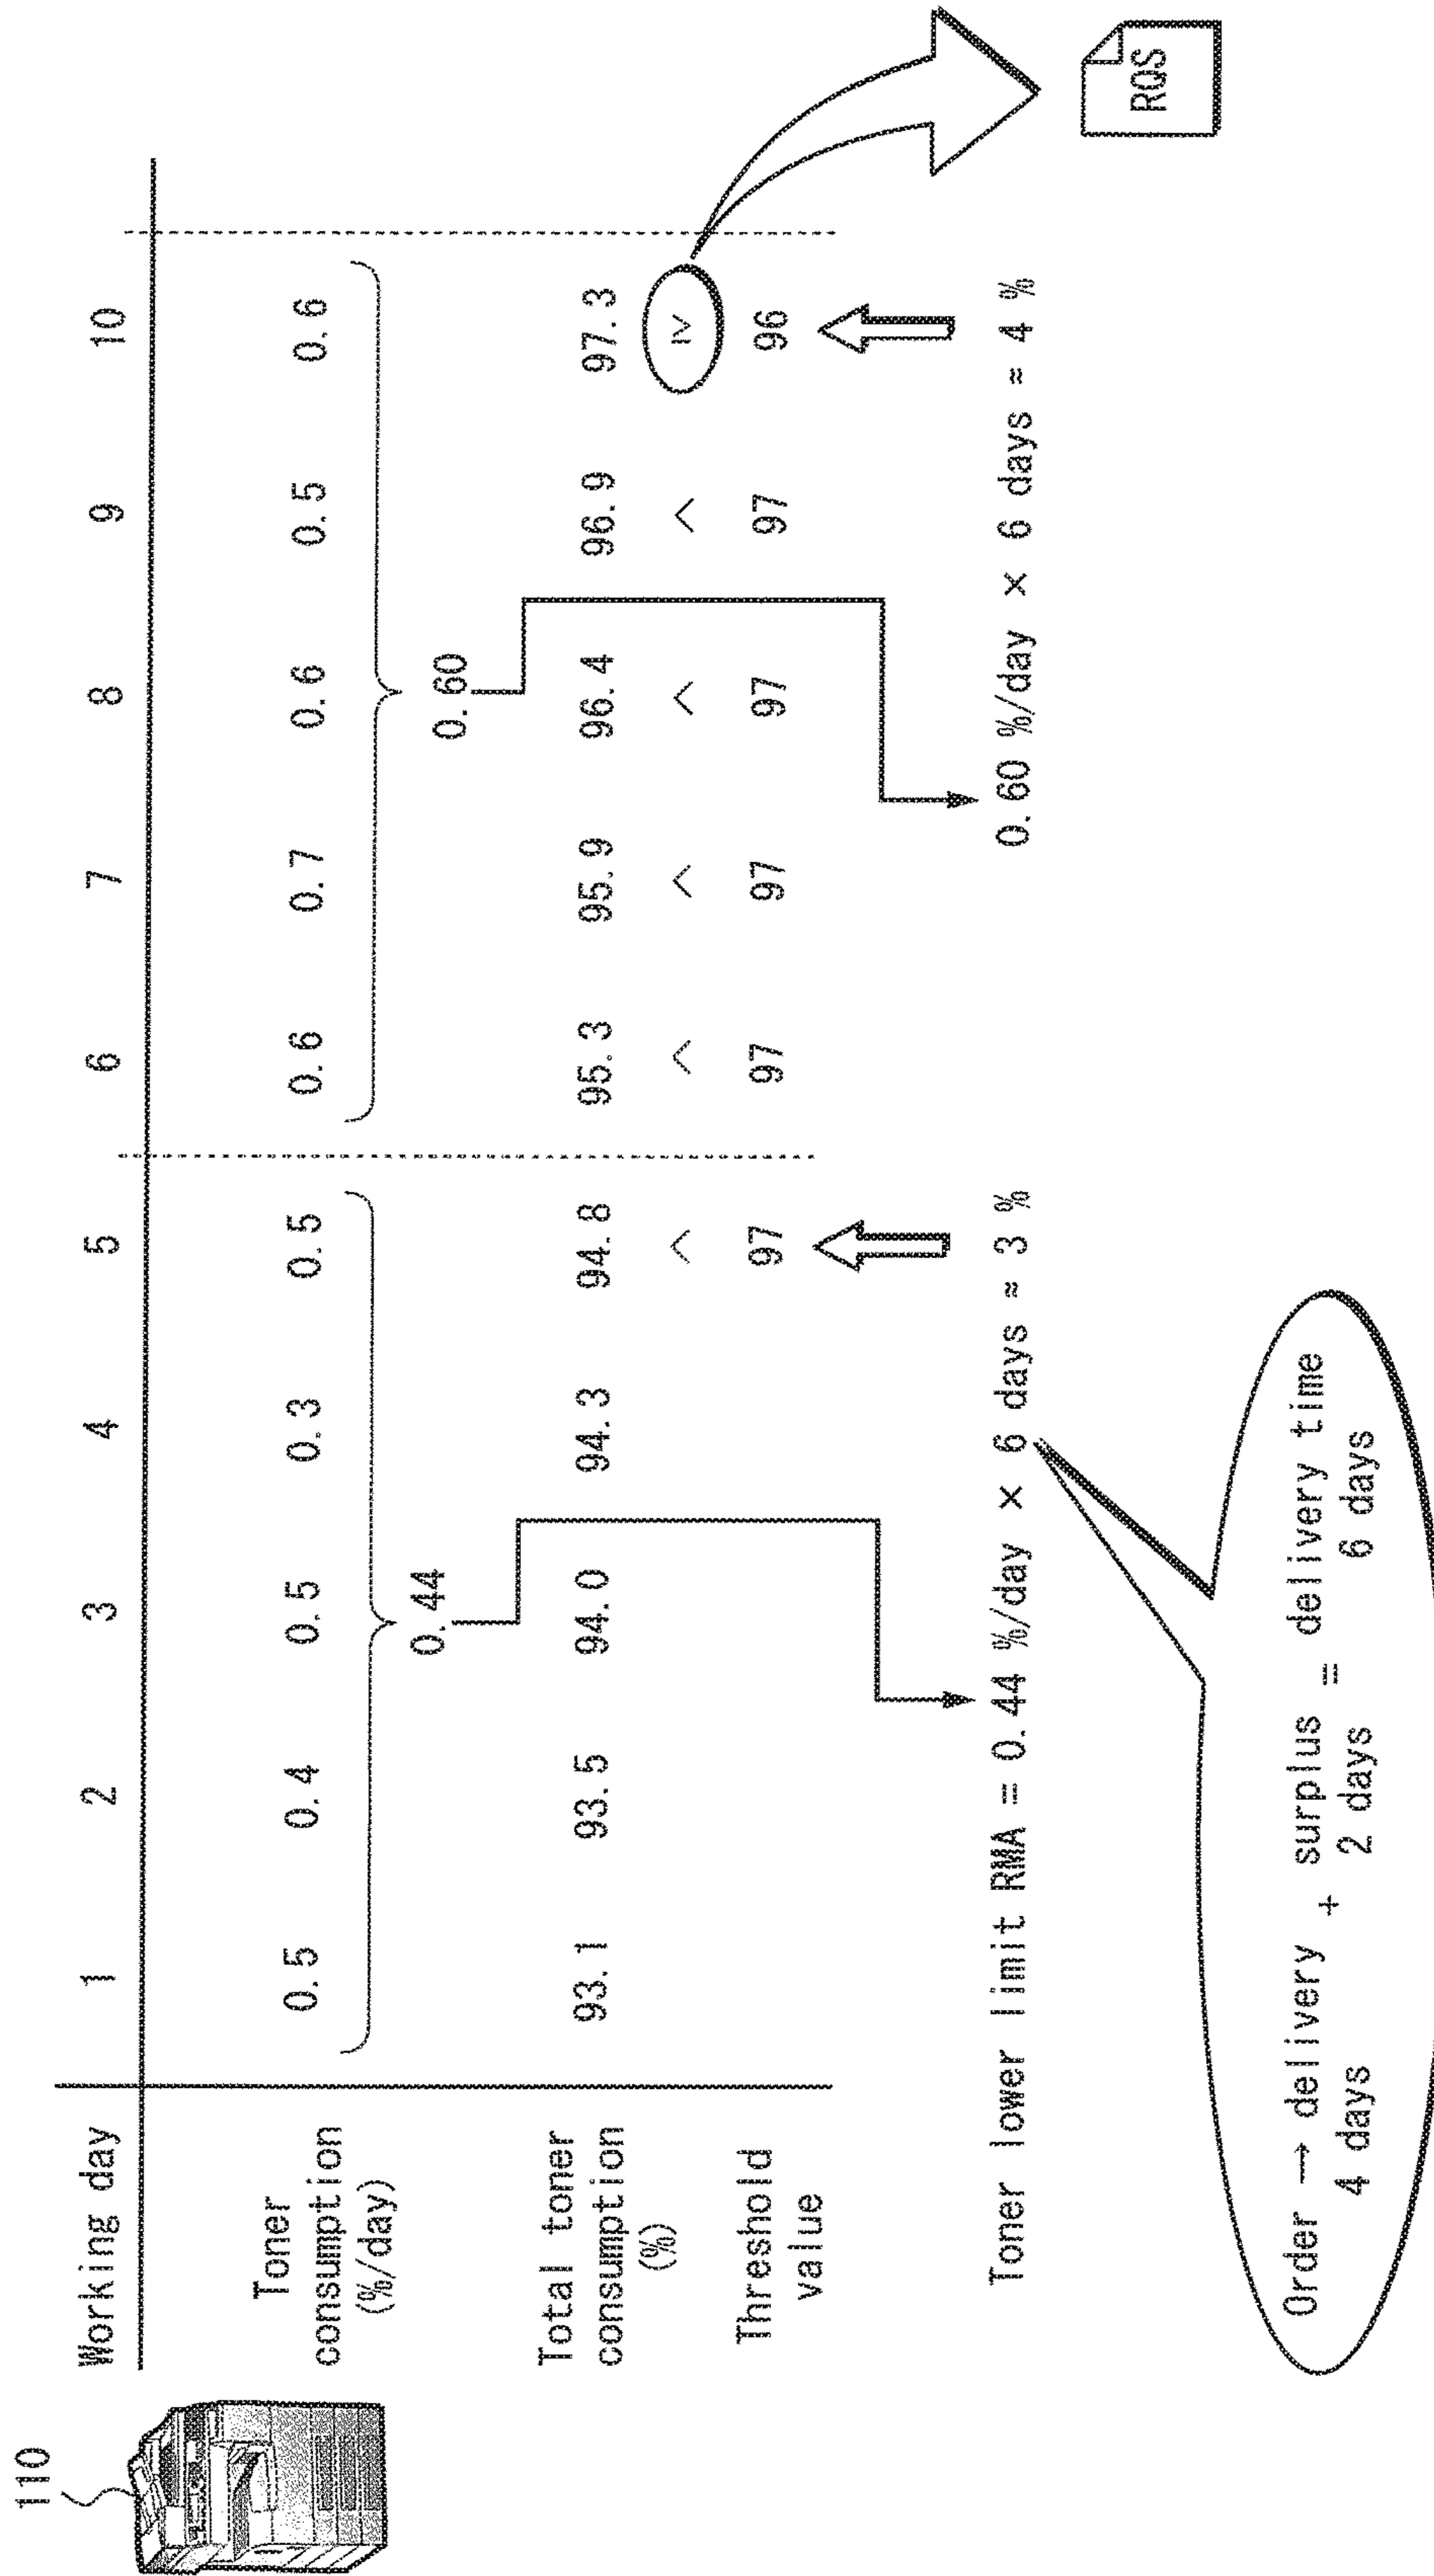 110
Working day 1 2 3 4 5 6 7 8 9 10
Toner
consumption
(%/day)
0.5 0.4 0.5 0.3 0.5 0.6 0.7 0.6 0.5 0.6
0.44 0.60
Total toner
consumption
(%)
93.1 93.5 94.0 94.3 94.8 95.3 95.9 96.4 96.9 97.3
∧ ∧ ∧ ∧ ∧ |∨
Threshold
value
97 97 97 97 97 96
Toner lower limit RMA = 0.44 %/day × 6 days ≈ 3 %
0.60 %/day × 6 days ≈ 4 %
RQS
Order → delivery + surplus = delivery time
4 days 2 days 6 days